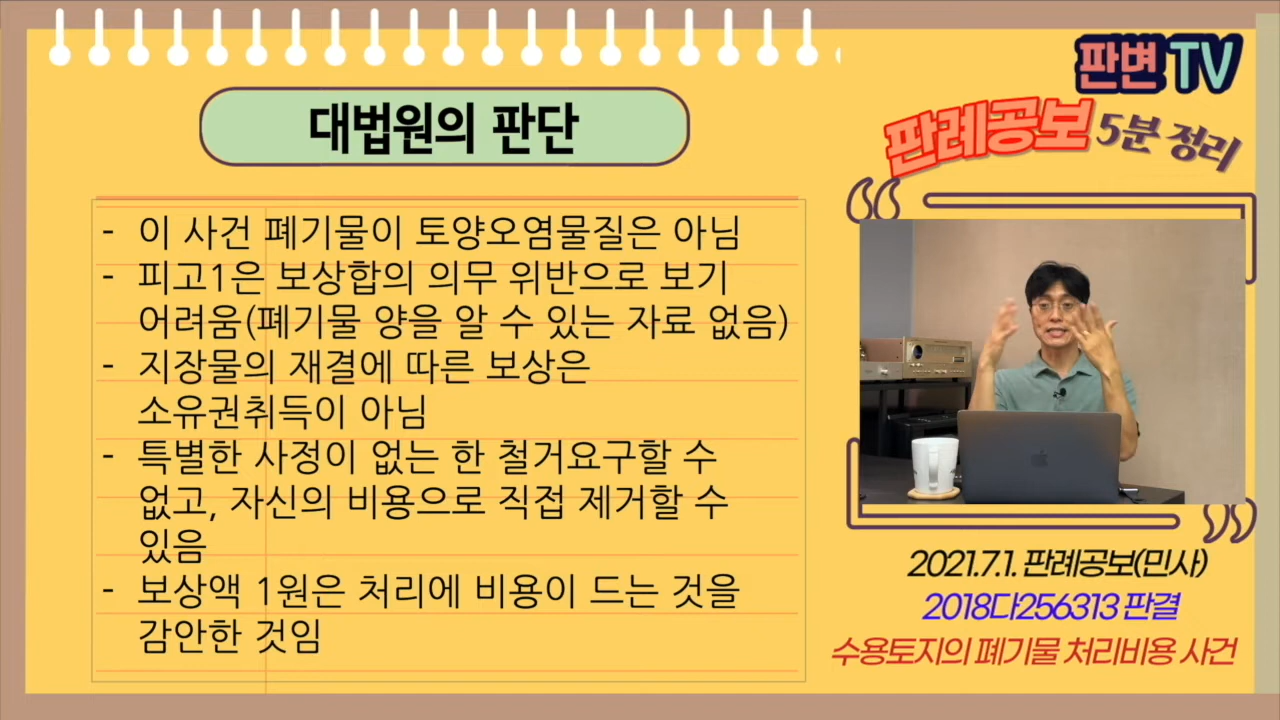 판변 TV
판례공보 5분 정리
대법원의 판단
- 이 사건 폐기물이 토양오염물질은 아님
- 피고1은 보상합의 의무 위반으로 보기
어려움(폐기물 양을 알 수 있는 자료 없음)
- 지장물의 재결에 따른 보상은
소유권취득이 아님
- 특별한 사정이 없는 한 철거요구할 수
없고, 자신의 비용으로 직접 제거할 수
있음
- 보상액 1원은 처리에 비용이 드는 것을
감안한 것임
2021.7.1. 판례공보(민사)
2018다256313 판결
수용토지의 폐기물 처리비용 사건